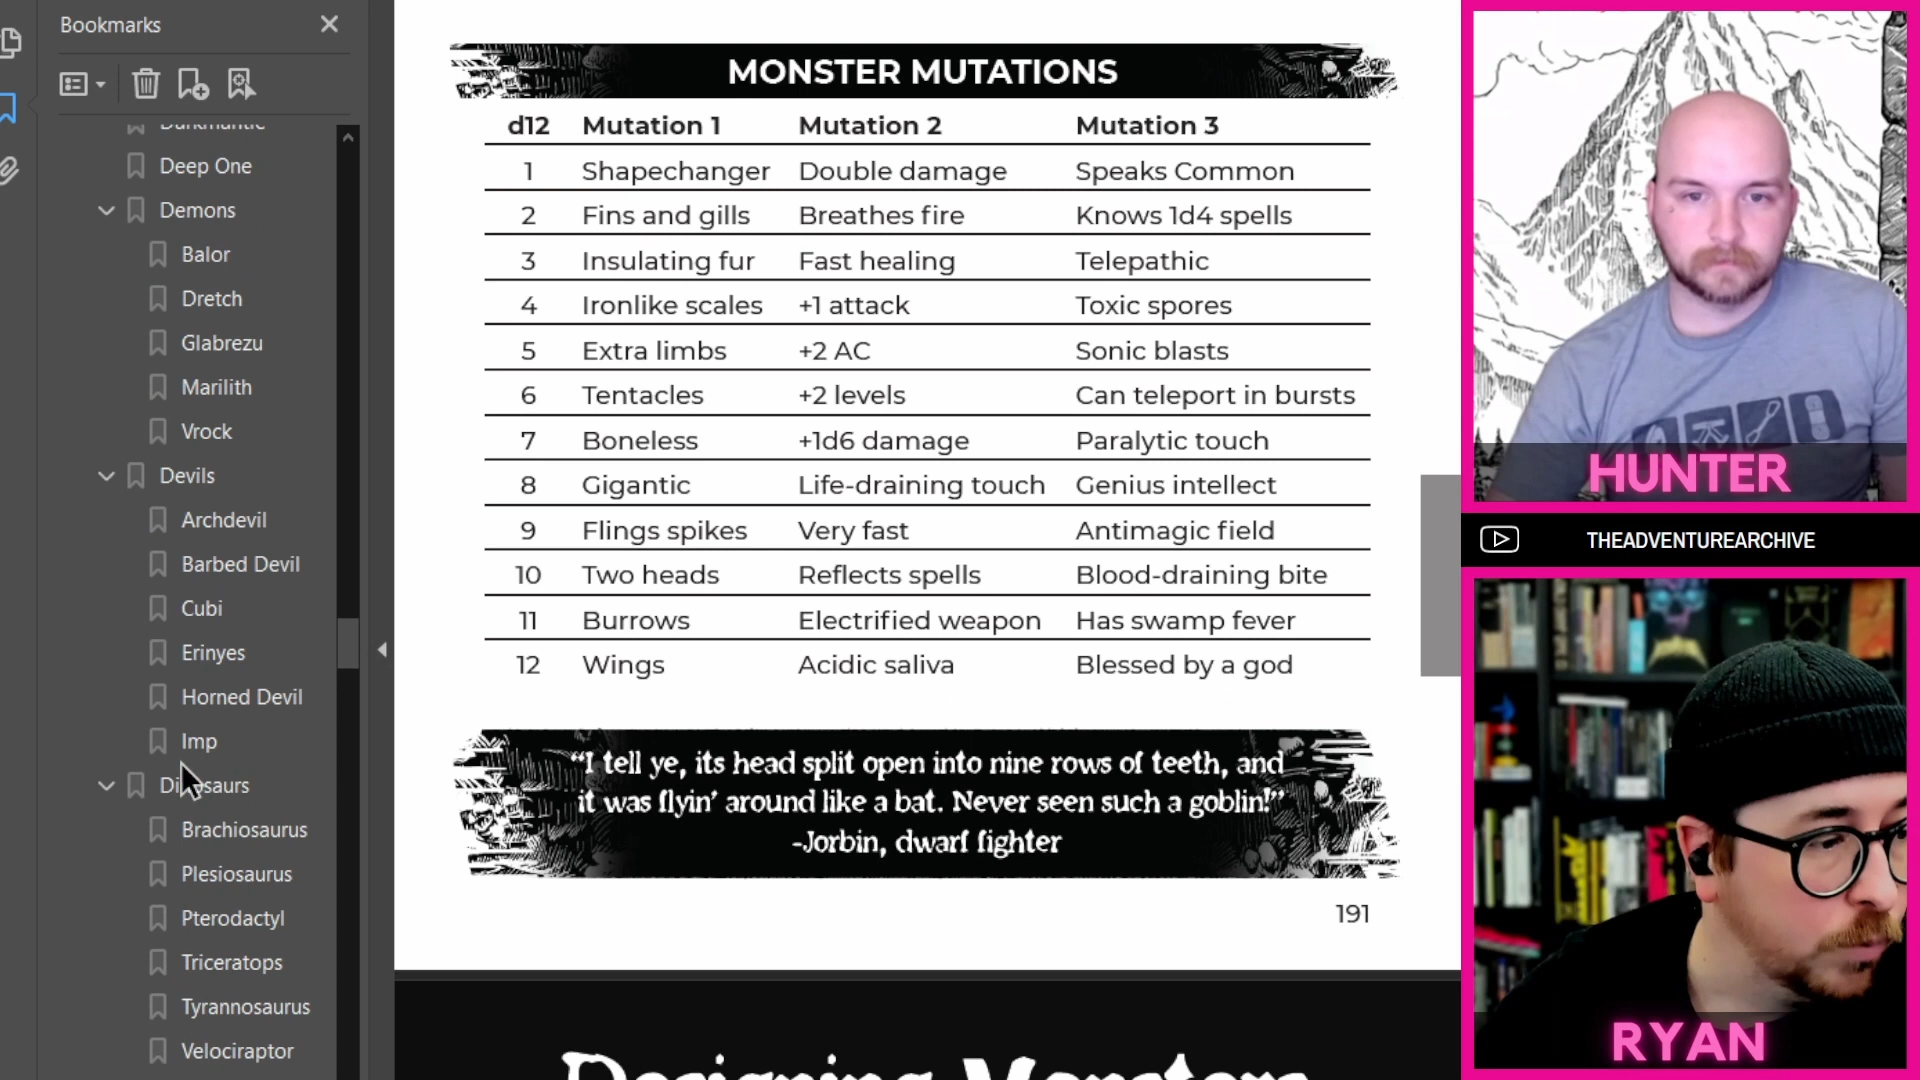 Bookmarks
Darkmantle
Deep One
Demons
Balor
Dretch
Glabrezu
Marilith
Vrock
Devils
Archdevil
Barbed Devil
Cubi
Erinyes
Horned Devil
Imp
Dinosaurs
Brachiosaurus
Plesiosaurus
Pterodactyl
Triceratops
Tyrannosaurus
Velociraptor
MONSTER MUTATIONS
d12 Mutation 1 Mutation 2 Mutation 3
1 Shapechanger Double damage Speaks Common
2 Fins and gills Breathes fire Knows 1d4 spells
3 Insulating fur Fast healing Telepathic
4 Ironlike scales +1 attack Toxic spores
5 Extra limbs +2 AC Sonic blasts
6 Tentacles +2 levels Can teleport in bursts
7 Boneless +1d6 damage Paralytic touch
8 Gigantic Life-draining touch Genius intellect
9 Flings spikes Very fast Antimagic field
10 Two heads Reflects spells Blood-draining bite
11 Burrows Electrified weapon Has swamp fever
12 Wings Acidic saliva Blessed by a god
“I tell ye, its head split open into nine rows of teeth, and
it was flyin’ around like a bat. Never seen such a goblin!”
-Jorbin, dwarf fighter
191
Designing Monsters
HUNTER
THEADVENTUREARCHIVE
RYAN